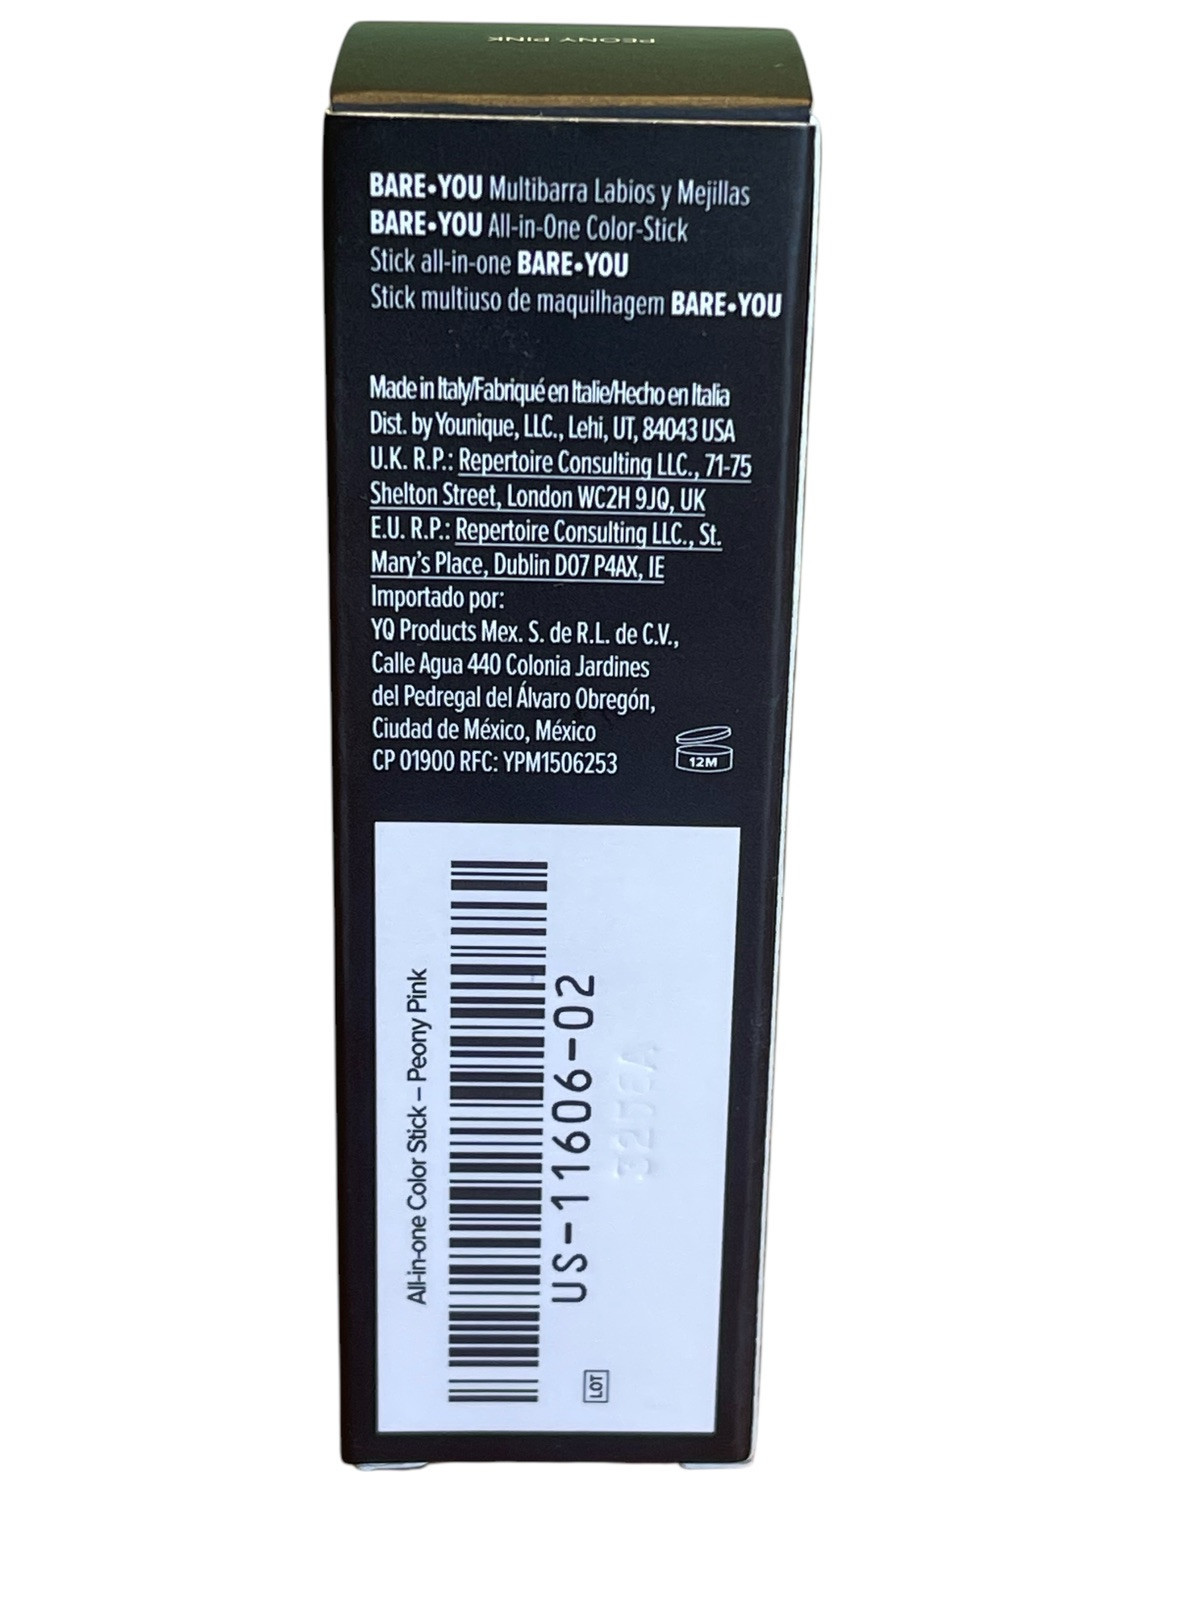 PEONY PINK
BARE•YOU Multibarra Labios y Mejillas
BARE•YOU All-in-One Color-Stick
Stick all-in-one BARE•YOU
Stick multiuso de maquilhagem BARE•YOU
Made in Italy/Fabriqué en Italie/Hecho en Italia
Dist. by Younique, LLC., Lehi, UT, 84043 USA
U.K. R.P.: Repertoire Consulting LLC., 71-75
Shelton Street, London WC2H 9JQ, UK
E.U. R.P.: Repertoire Consulting LLC., St.
Mary's Place, Dublin D07 P4AX, IE
Importado por:
YQ Products Mex. S. de R.L. de C.V.,
Calle Agua 440 Colonia Jardines
del Pedregal del Álvaro Obregón,
Ciudad de México, México
CP 01900 RFC: YPM1506253
12M
All-in-one Color Stick – Peony Pink
US-11606-02
LOT